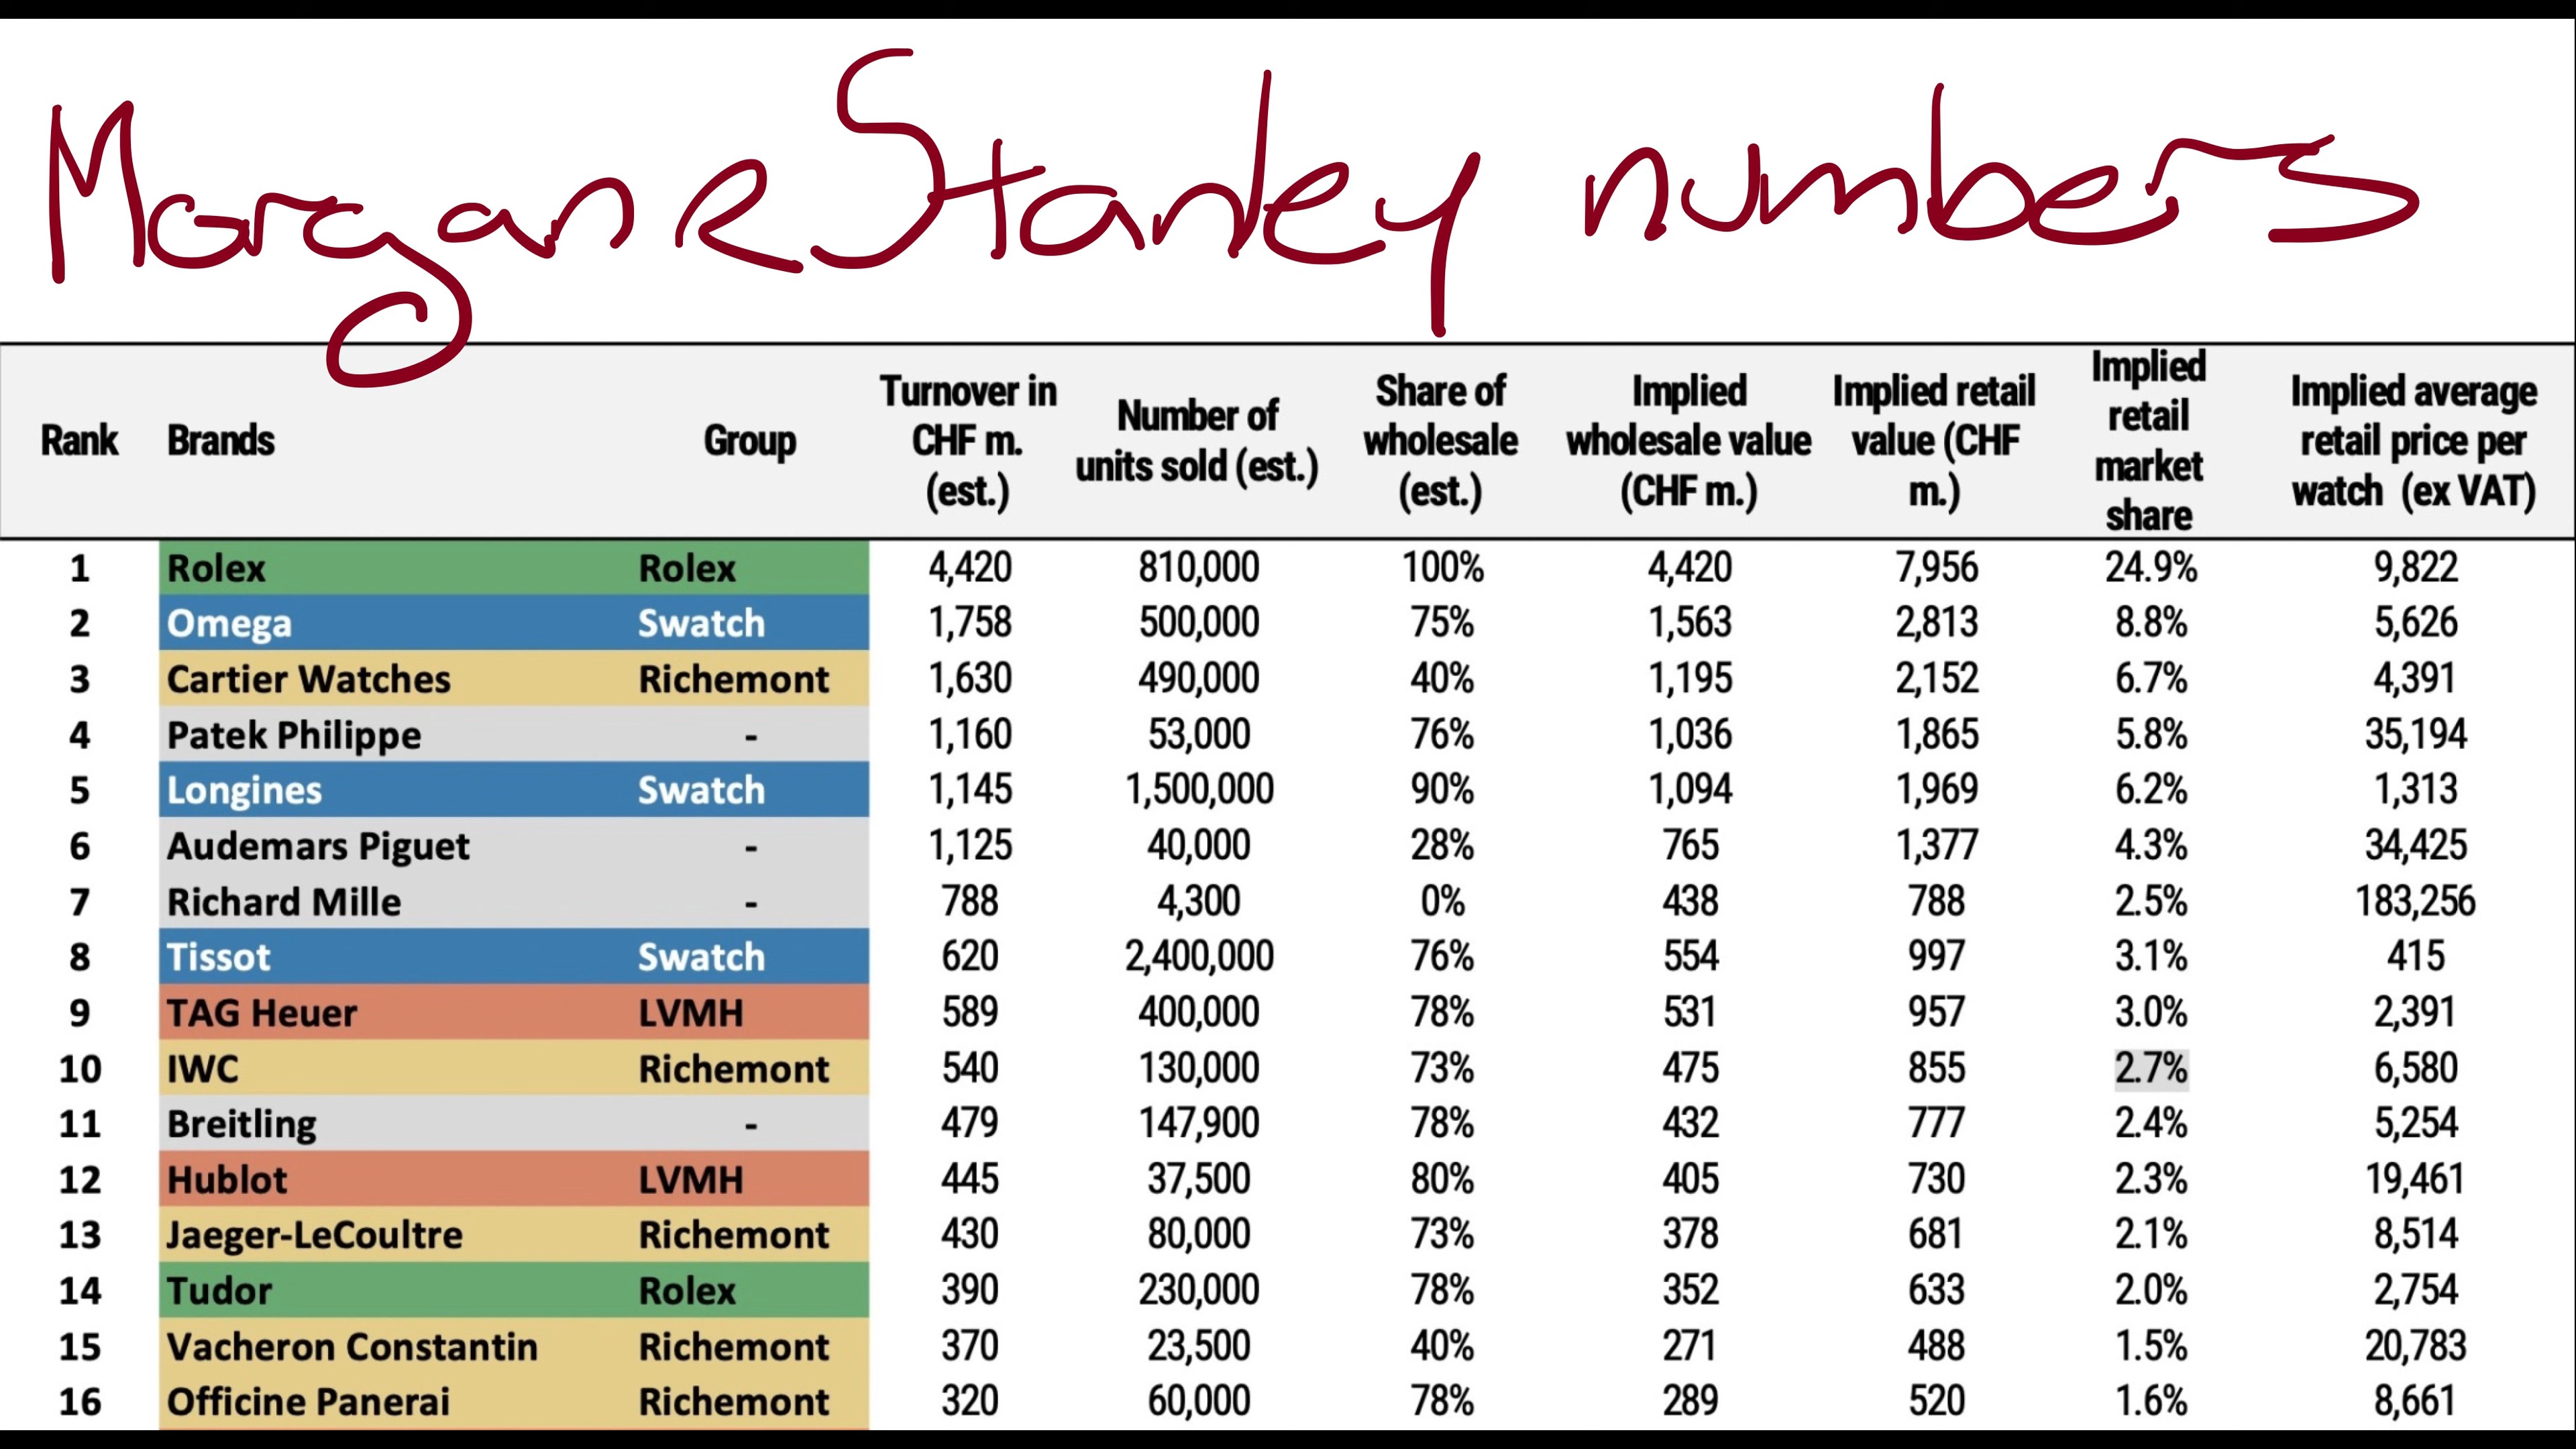 Morgane Stanley numbers
Rank Brands Group Turnover in CHF m. (est.) Number of units sold (est.) Share of wholesale (est.) Implied wholesale value (CHF m.) Implied retail value (CHF m.) Implied retail market share Implied average retail price per watch (ex VAT)
1 Rolex Rolex 4,420 810,000 100% 4,420 7,956 24.9% 9,822
2 Omega Swatch 1,758 500,000 75% 1,563 2,813 8.8% 5,626
3 Cartier Watches Richemont 1,630 490,000 40% 1,195 2,152 6.7% 4,391
4 Patek Philippe - 1,160 53,000 76% 1,036 1,865 5.8% 35,194
5 Longines Swatch 1,145 1,500,000 90% 1,094 1,969 6.2% 1,313
6 Audemars Piguet - 1,125 40,000 28% 765 1,377 4.3% 34,425
7 Richard Mille - 788 4,300 0% 438 788 2.5% 183,256
8 Tissot Swatch 620 2,400,000 76% 554 997 3.1% 415
9 TAG Heuer LVMH 589 400,000 78% 531 957 3.0% 2,391
10 IWC Richemont 540 130,000 73% 475 855 2.7% 6,580
11 Breitling - 479 147,900 78% 432 777 2.4% 5,254
12 Hublot LVMH 445 37,500 80% 405 730 2.3% 19,461
13 Jaeger-LeCoultre Richemont 430 80,000 73% 378 681 2.1% 8,514
14 Tudor Rolex 390 230,000 78% 352 633 2.0% 2,754
15 Vacheron Constantin Richemont 370 23,500 40% 271 488 1.5% 20,783
16 Officine Panerai Richemont 320 60,000 78% 289 520 1.6% 8,661